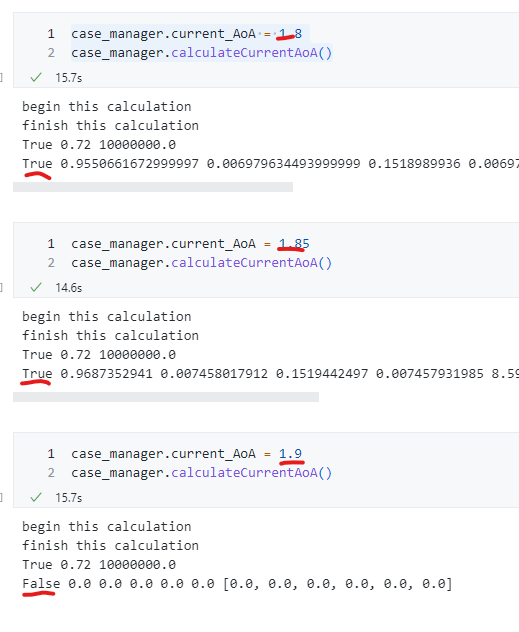 1 case_manager.current_AoA = 1.8
2 case_manager.calculateCurrentAoA()
15.7s
begin this calculation
finish this calculation
True 0.72 10000000.0
True 0.9550661672999997 0.006979634493999999 0.1518989936 0.00697
1 case_manager.current_AoA = 1.85
2 case_manager.calculateCurrentAoA()
14.6s
begin this calculation
finish this calculation
True 0.72 10000000.0
True 0.9687352941 0.007458017912 0.1519442497 0.007457931985 8.59
1 case_manager.current_AoA = 1.9
2 case_manager.calculateCurrentAoA()
15.7s
begin this calculation
finish this calculation
True 0.72 10000000.0
False 0.0 0.0 0.0 0.0 0.0 [0.0, 0.0, 0.0, 0.0, 0.0, 0.0]